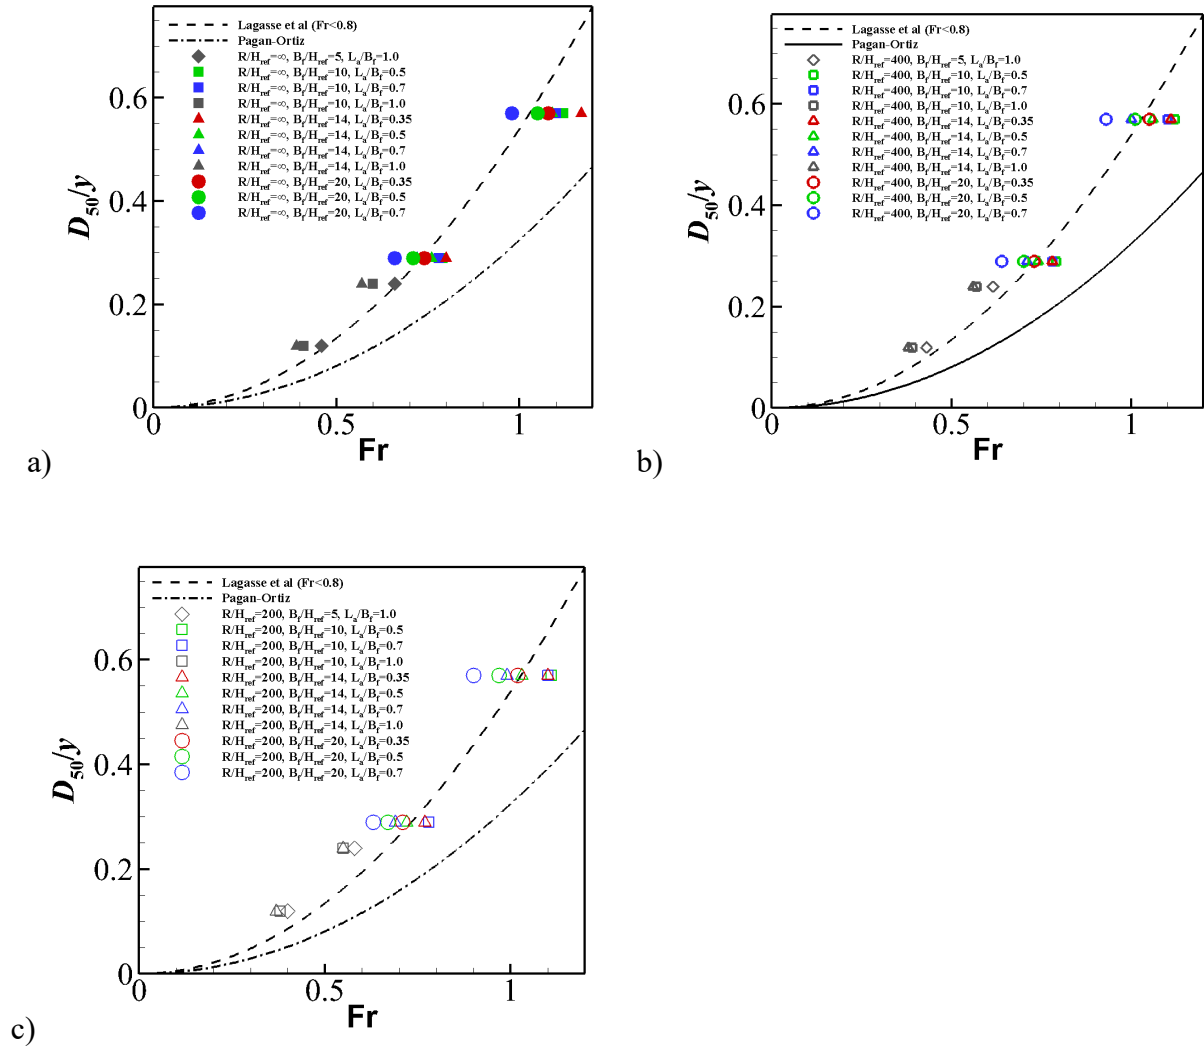 Lagasse et al (Fr<0.8)
Pagan-Ortiz
R/Href=∞, Bf/Href=5, La/Bf=1.0
R/Href=∞, Bf/Href=10, La/Bf=0.5
R/Href=∞, Bf/Href=10, La/Bf=0.7
R/Href=∞, Bf/Href=10, La/Bf=1.0
R/Href=∞, Bf/Href=14, La/Bf=0.35
R/Href=∞, Bf/Href=14, La/Bf=0.5
R/Href=∞, Bf/Href=14, La/Bf=0.7
R/Href=∞, Bf/Href=14, La/Bf=1.0
R/Href=∞, Bf/Href=20, La/Bf=0.35
R/Href=∞, Bf/Href=20, La/Bf=0.5
R/Href=∞, Bf/Href=20, La/Bf=0.7
D50/y
0.6
0.4
0.2
0
0
0.5
1
Fr
a)
Lagasse et al (Fr<0.8)
Pagan-Ortiz
R/Href=400, Bf/Href=5, La/Bf=1.0
R/Href=400, Bf/Href=10, La/Bf=0.5
R/Href=400, Bf/Href=10, La/Bf=0.7
R/Href=400, Bf/Href=10, La/Bf=1.0
R/Href=400, Bf/Href=14, La/Bf=0.35
R/Href=400, Bf/Href=14, La/Bf=0.5
R/Href=400, Bf/Href=14, La/Bf=0.7
R/Href=400, Bf/Href=14, La/Bf=1.0
R/Href=400, Bf/Href=20, La/Bf=0.35
R/Href=400, Bf/Href=20, La/Bf=0.5
R/Href=400, Bf/Href=20, La/Bf=0.7
D50/y
0.6
0.4
0.2
0
0
0.5
1
Fr
b)
Lagasse et al (Fr<0.8)
Pagan-Ortiz
R/Href=200, Bf/Href=5, La/Bf=1.0
R/Href=200, Bf/Href=10, La/Bf=0.5
R/Href=200, Bf/Href=10, La/Bf=0.7
R/Href=200, Bf/Href=10, La/Bf=1.0
R/Href=200, Bf/Href=14, La/Bf=0.35
R/Href=200, Bf/Href=14, La/Bf=0.5
R/Href=200, Bf/Href=14, La/Bf=0.7
R/Href=200, Bf/Href=14, La/Bf=1.0
R/Href=200, Bf/Href=20, La/Bf=0.35
R/Href=200, Bf/Href=20, La/Bf=0.5
R/Href=200, Bf/Href=20, La/Bf=0.7
D50/y
0.6
0.4
0.2
0
0
0.5
1
Fr
c)